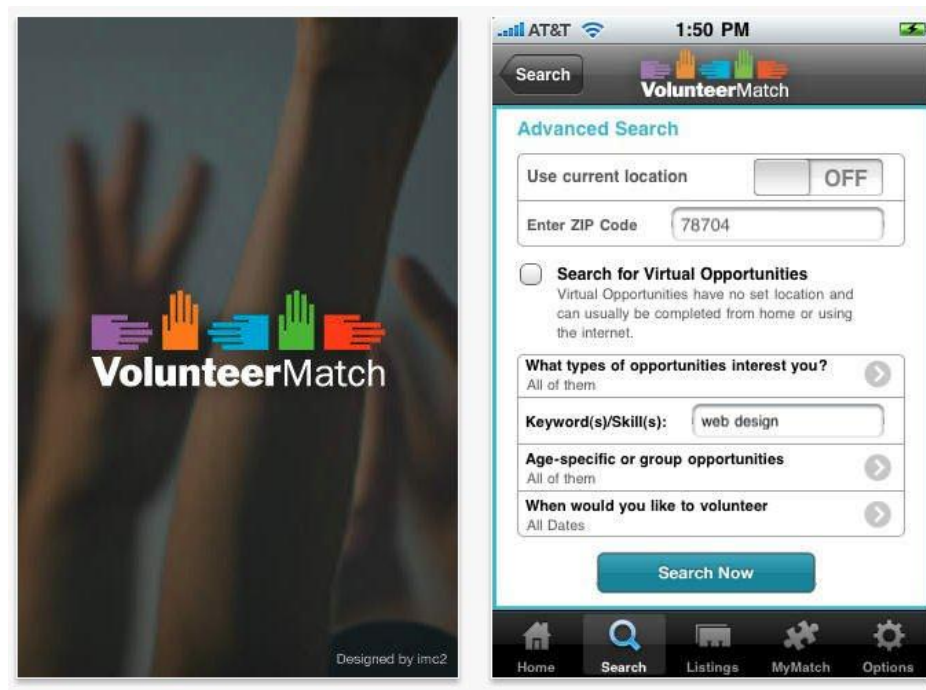 VolunteerMatch
Designed by imc2
AT&T 1:50 PM
Search
VolunteerMatch
Advanced Search
Use current location OFF
Enter ZIP Code 78704
Search for Virtual Opportunities
Virtual Opportunities have no set location and
can usually be completed from home or using
the internet.
What types of opportunities interest you?
All of them
Keyword(s)/Skill(s): web design
Age-specific or group opportunities
All of them
When would you like to volunteer
All Dates
Search Now
Home Search Listings MyMatch Options